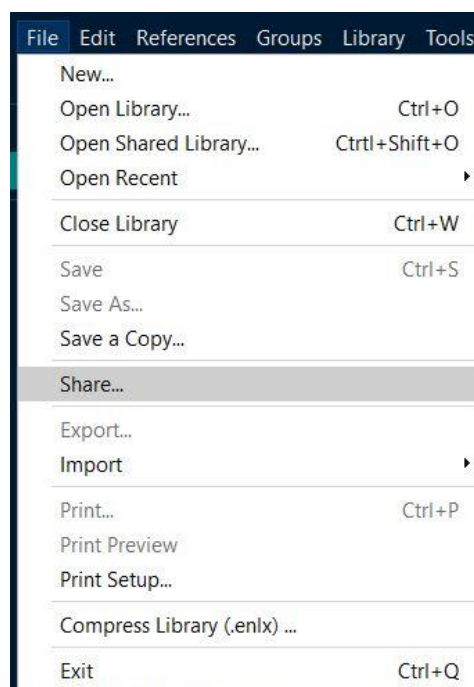 File Edit References Groups Library Tools
New...
Open Library... Ctrl+O
Open Shared Library... Ctrtl+Shift+O
Open Recent
Close Library Ctrl+W
Save Ctrl+S
Save As...
Save a Copy...
Share...
Export...
Import
Print... Ctrl+P
Print Preview
Print Setup...
Compress Library (.enlx) ...
Exit Ctrl+Q